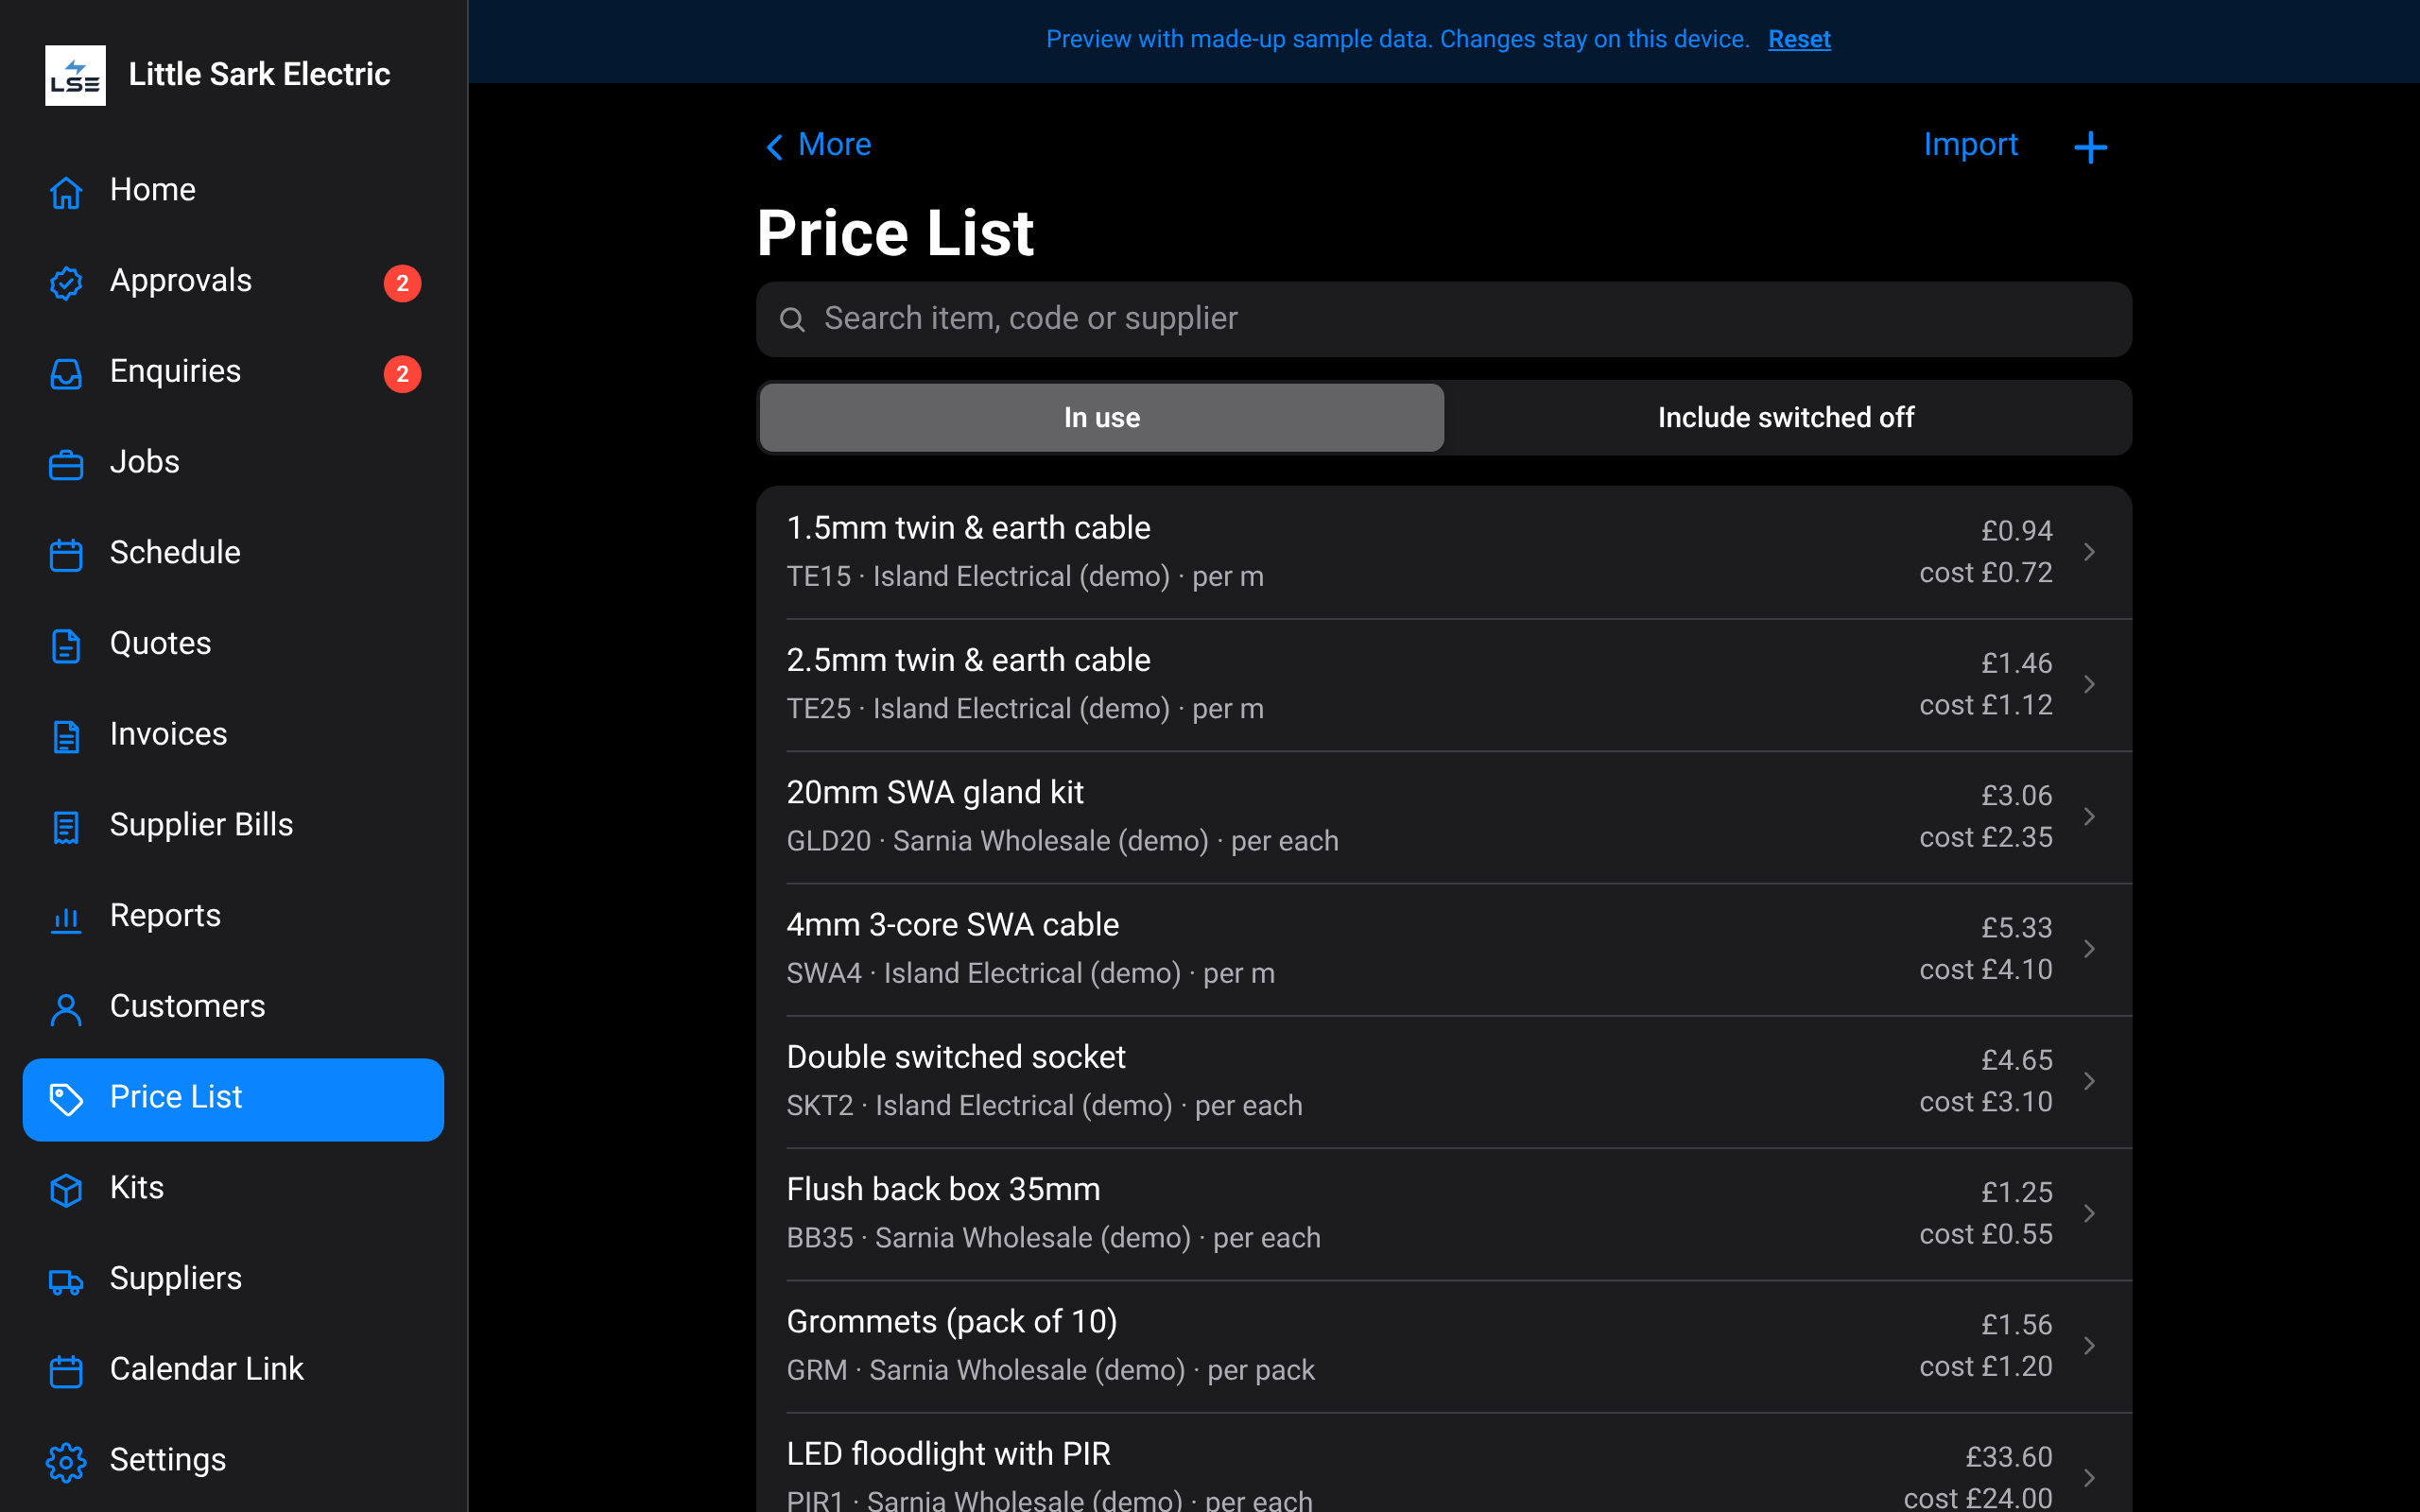 LSE
Little Sark Electric
Home
Approvals
2
Enquiries
2
Jobs
Schedule
Quotes
Invoices
Supplier Bills
Reports
Customers
Price List
Kits
Suppliers
Calendar Link
Settings
Preview with made-up sample data. Changes stay on this device. Reset
More
Import
Price List
Search item, code or supplier
In use
Include switched off
1.5mm twin & earth cable
£0.94
TE15 · Island Electrical (demo) · per m
cost £0.72
2.5mm twin & earth cable
£1.46
TE25 · Island Electrical (demo) · per m
cost £1.12
20mm SWA gland kit
£3.06
GLD20 · Sarnia Wholesale (demo) · per each
cost £2.35
4mm 3-core SWA cable
£5.33
SWA4 · Island Electrical (demo) · per m
cost £4.10
Double switched socket
£4.65
SKT2 · Island Electrical (demo) · per each
cost £3.10
Flush back box 35mm
£1.25
BB35 · Sarnia Wholesale (demo) · per each
cost £0.55
Grommets (pack of 10)
£1.56
GRM · Sarnia Wholesale (demo) · per pack
cost £1.20
LED floodlight with PIR
£33.60
PIR1 · Sarnia Wholesale (demo) · per each
cost £24.00